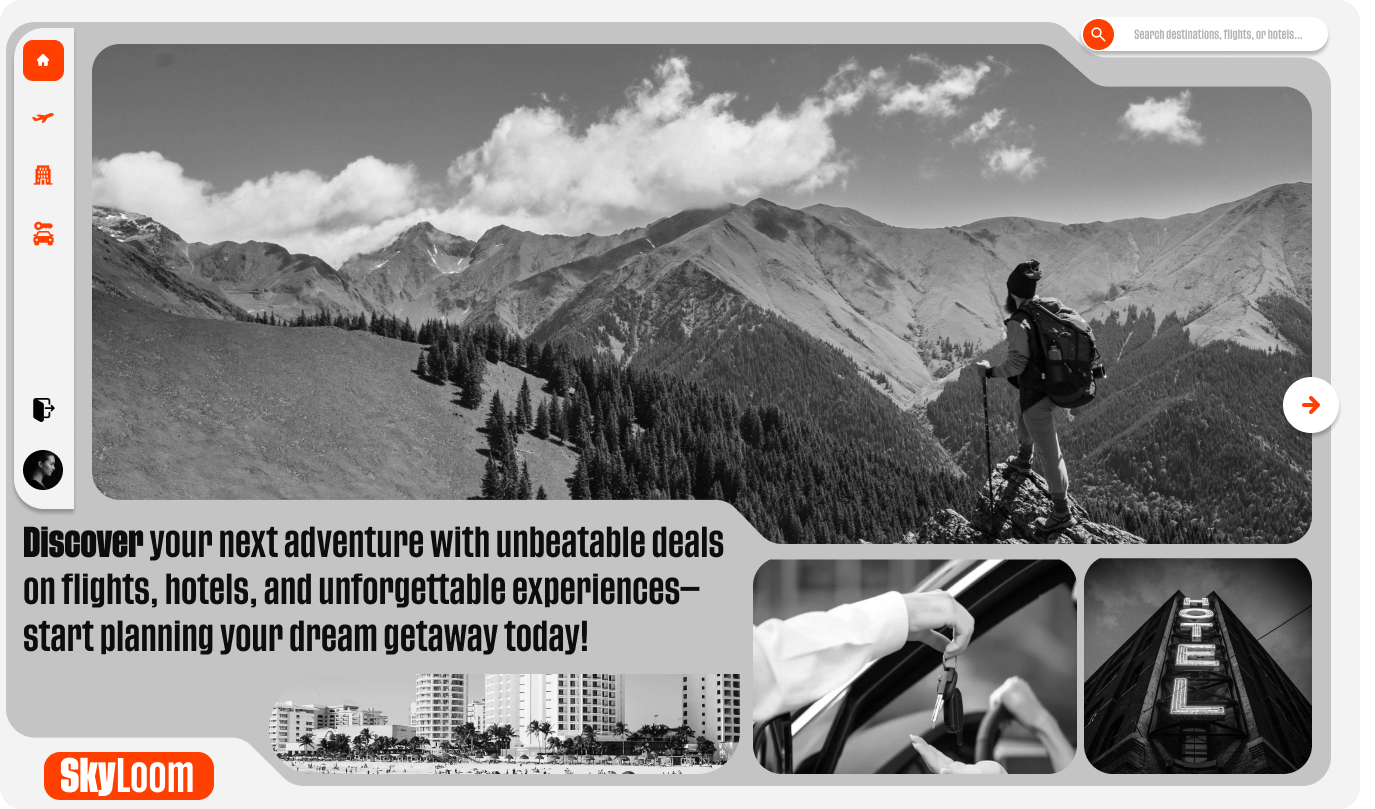 Search destinations, flights, or hotels...
Discover your next adventure with unbeatable deals
on flights, hotels, and unforgettable experiences–
start planning your dream getaway today!
HOTEL
SkyLoom